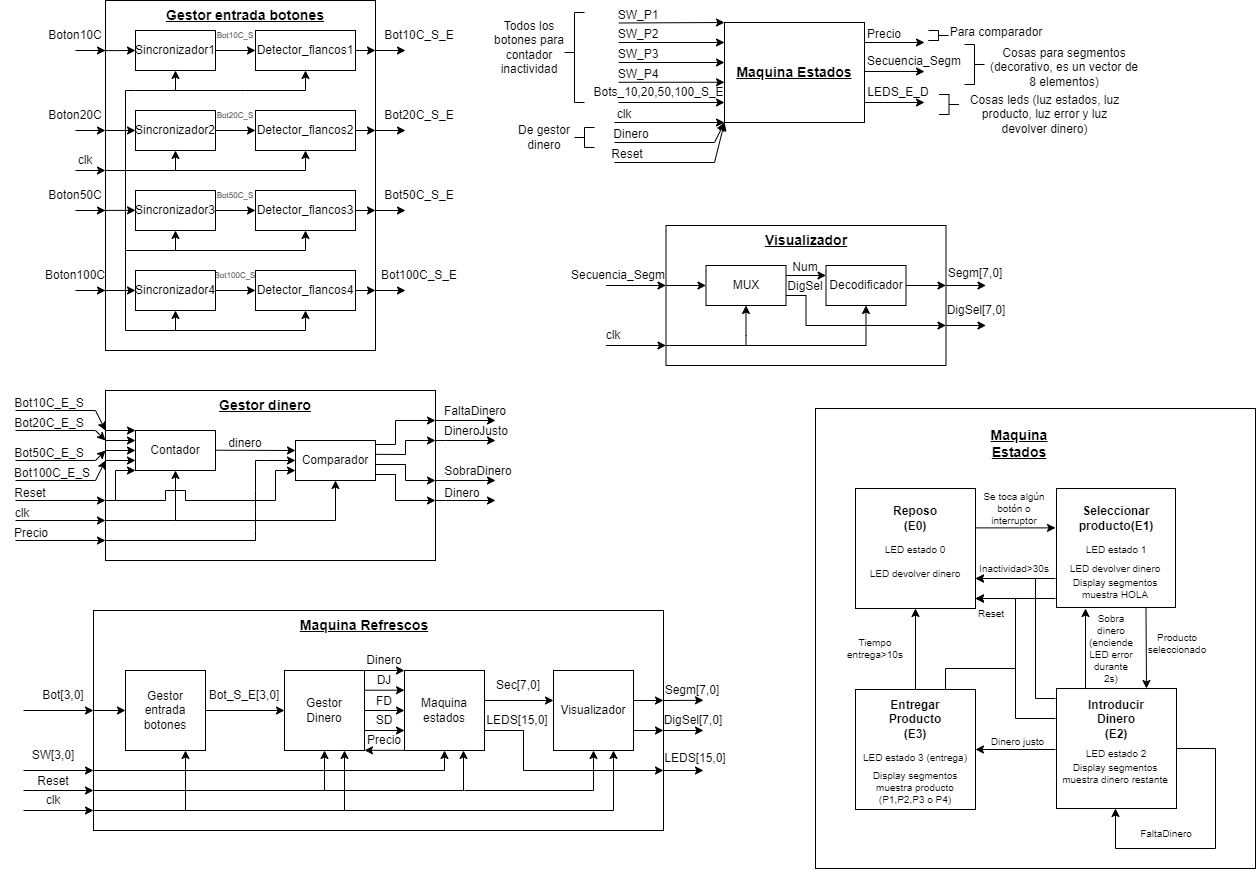 Gestor entrada botones
Boton10C
Sincronizador1
Bot10C_S
Detector_flancos1
Bot10C_S_E
Boton20C
Sincronizador2
Bot20C_S
Detector_flancos2
Bot20C_S_E
clk
Boton50C
Sincronizador3
Bot50C_S
Detector_flancos3
Bot50C_S_E
Boton100C
Sincronizador4
Bot100C_S
Detector_flancos4
Bot100C_S_E
Todos los
botones para
contador
inactividad
SW_P1
SW_P2
SW_P3
SW_P4
Bots_10,20,50,100_S_E
clk
De gestor
dinero
Dinero
Reset
Maquina Estados
Precio
Para comparador
Secuencia_Segm
Cosas para segmentos
(decorativo, es un vector de
8 elementos)
LEDS_E_D
Cosas leds (luz estados, luz
producto, luz error y luz
devolver dinero)
Visualizador
Secuencia_Segm
MUX
Num
DigSel
Decodificador
Segm[7,0]
DigSel[7,0]
clk
Gestor dinero
Bot10C_E_S
Bot20C_E_S
Bot50C_E_S
Bot100C_E_S
Reset
clk
Precio
Contador
dinero
Comparador
FaltaDinero
DineroJusto
SobraDinero
Dinero
Maquina Refrescos
Bot[3,0]
Gestor
entrada
botones
Bot_S_E[3,0]
Gestor
Dinero
Dinero
DJ
FD
SD
Precio
Maquina
estados
Sec[7,0]
LEDS[15,0]
Visualizador
Segm[7,0]
DigSel[7,0]
LEDS[15,0]
SW[3,0]
Reset
clk
Maquina
Estados
Reposo
(E0)
LED estado 0
LED devolver dinero
Se toca algún
botón o
interruptor
Seleccionar
producto(E1)
LED estado 1
LED devolver dinero
Display segmentos
muestra HOLA
Inactividad>30s
Reset
Tiempo
entrega>10s
Sobra
dinero
(enciende
LED error
durante
2s)
Producto
seleccionado
Entregar
Producto
(E3)
LED estado 3 (entrega)
Display segmentos
muestra producto
(P1,P2,P3 o P4)
Dinero justo
Introducir
Dinero
(E2)
LED estado 2
Display segmentos
muestra dinero restante
FaltaDinero